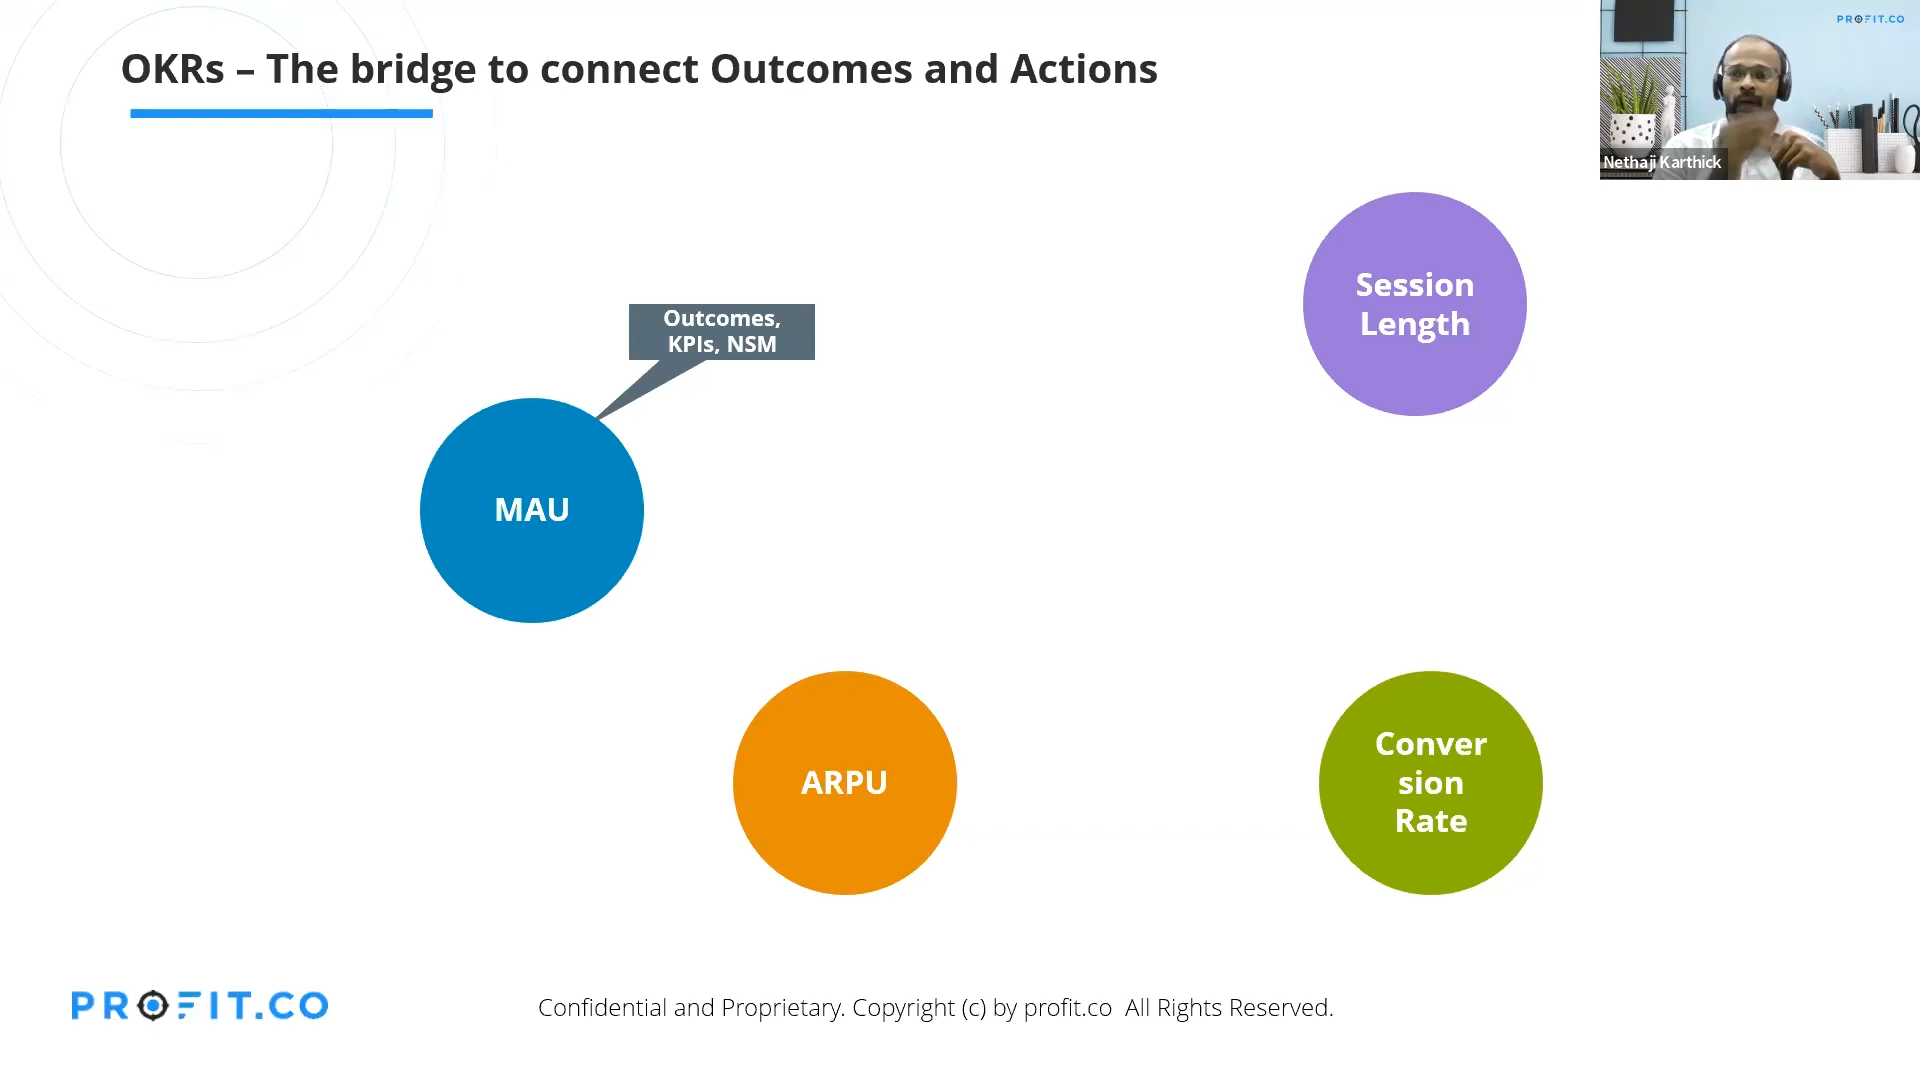 OKRs – The bridge to connect Outcomes and Actions
PROFIT.CO
Nethaji Karthick
Session
Length
Outcomes,
KPIs, NSM
MAU
ARPU
Conver
sion
Rate
PROFIT.CO
Confidential and Proprietary. Copyright (c) by profit.co  All Rights Reserved.